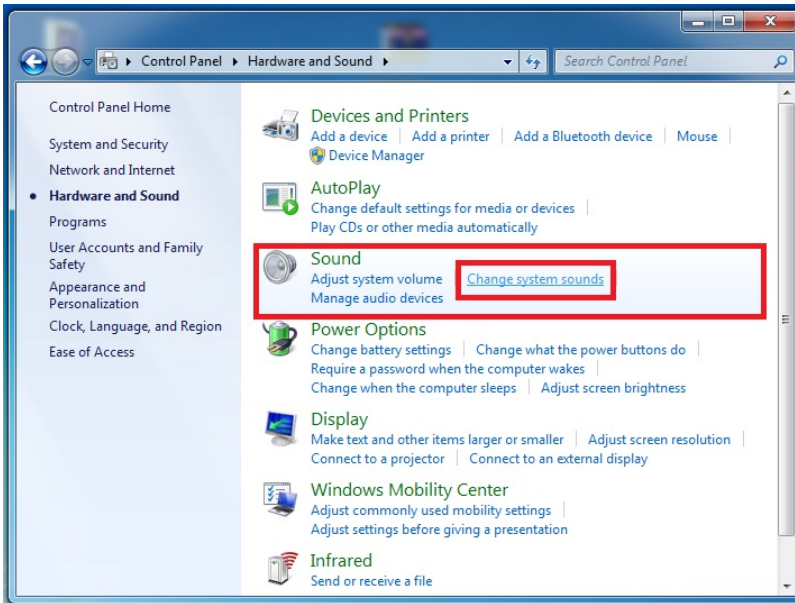 Control Panel Hardware and Sound Search Control Panel
Control Panel Home
System and Security
Network and Internet
Hardware and Sound
Programs
User Accounts and Family
Safety
Appearance and
Personalization
Clock, Language, and Region
Ease of Access
Devices and Printers
Add a device Add a printer Add a Bluetooth device Mouse
Device Manager
AutoPlay
Change default settings for media or devices
Play CDs or other media automatically
Sound
Adjust system volume Change system sounds
Manage audio devices
Power Options
Change battery settings Change what the power buttons do
Require a password when the computer wakes
Change when the computer sleeps Adjust screen brightness
Display
Make text and other items larger or smaller Adjust screen resolution
Connect to a projector Connect to an external display
Windows Mobility Center
Adjust commonly used mobility settings
Adjust settings before giving a presentation
Infrared
Send or receive a file